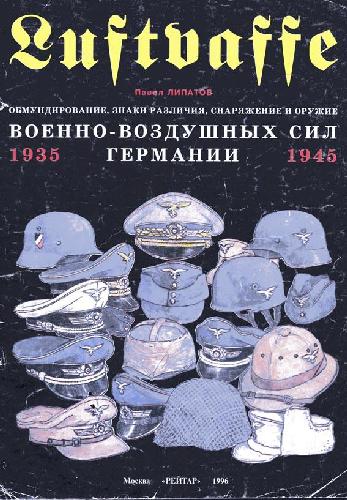 Luftwaffe
Павел ЛИПАТОВ
ОБМУНДИРОВАНИЕ, ЗНАКИ РАЗЛИЧИЯ, СНАРЯЖЕНИЕ И ОРУЖИЕ
ВОЕННО-ВОЗДУШНЫХ СИЛ
1935 ГЕРМАНИИ 1945
Москва «РЕЙТАР» 1996